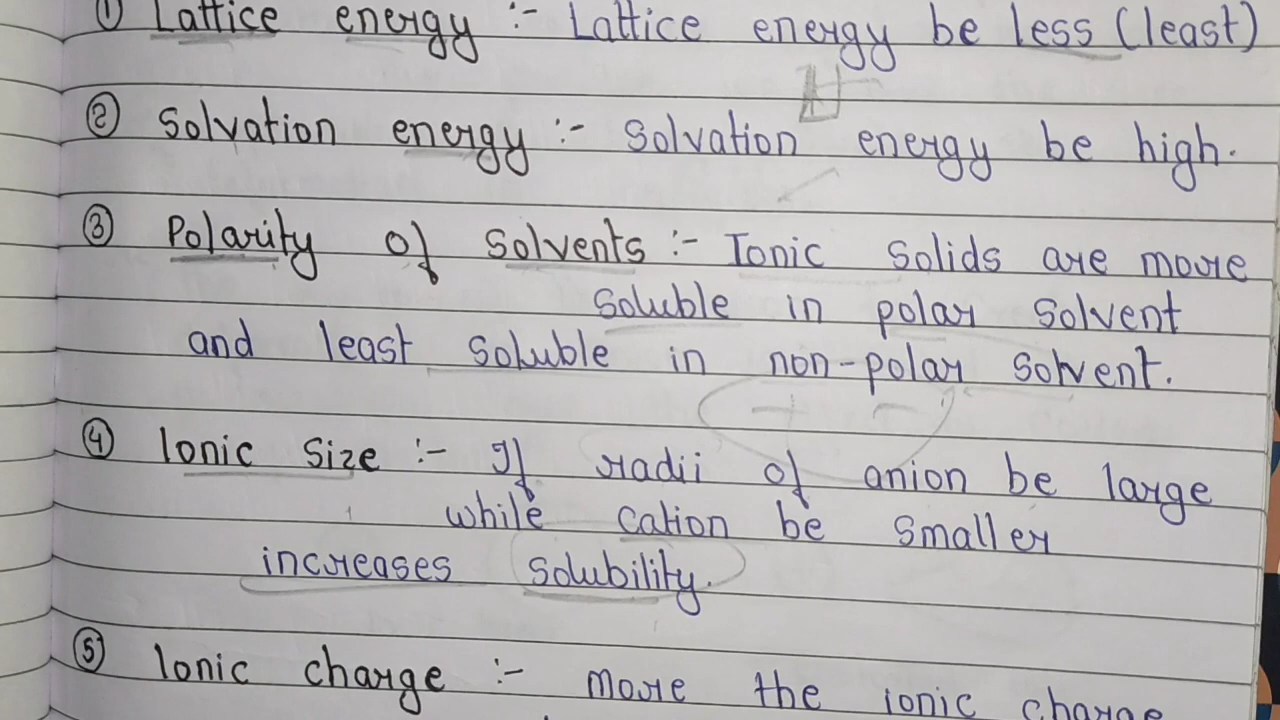 ① Lattice energy :- Lattice energy be less (least)
② Solvation energy :- Solvation energy be high.
③ Polarity of Solvents :- Ionic Solids are more
Soluble in polar Solvent
and least Soluble in non-polar Solvent.
④ Ionic Size :- If radii of anion be large
while cation be smaller
increases Solubility.
⑤ Ionic charge :- more the ionic charge